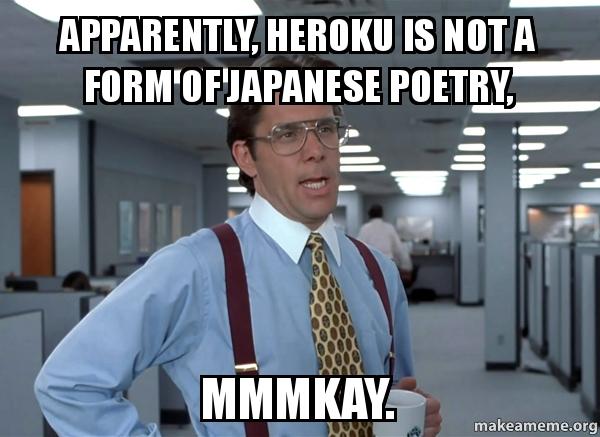 APPARENTLY, HEROKU IS NOT A
FORM OF JAPANESE POETRY,
MMMKAY.
makeameme.org